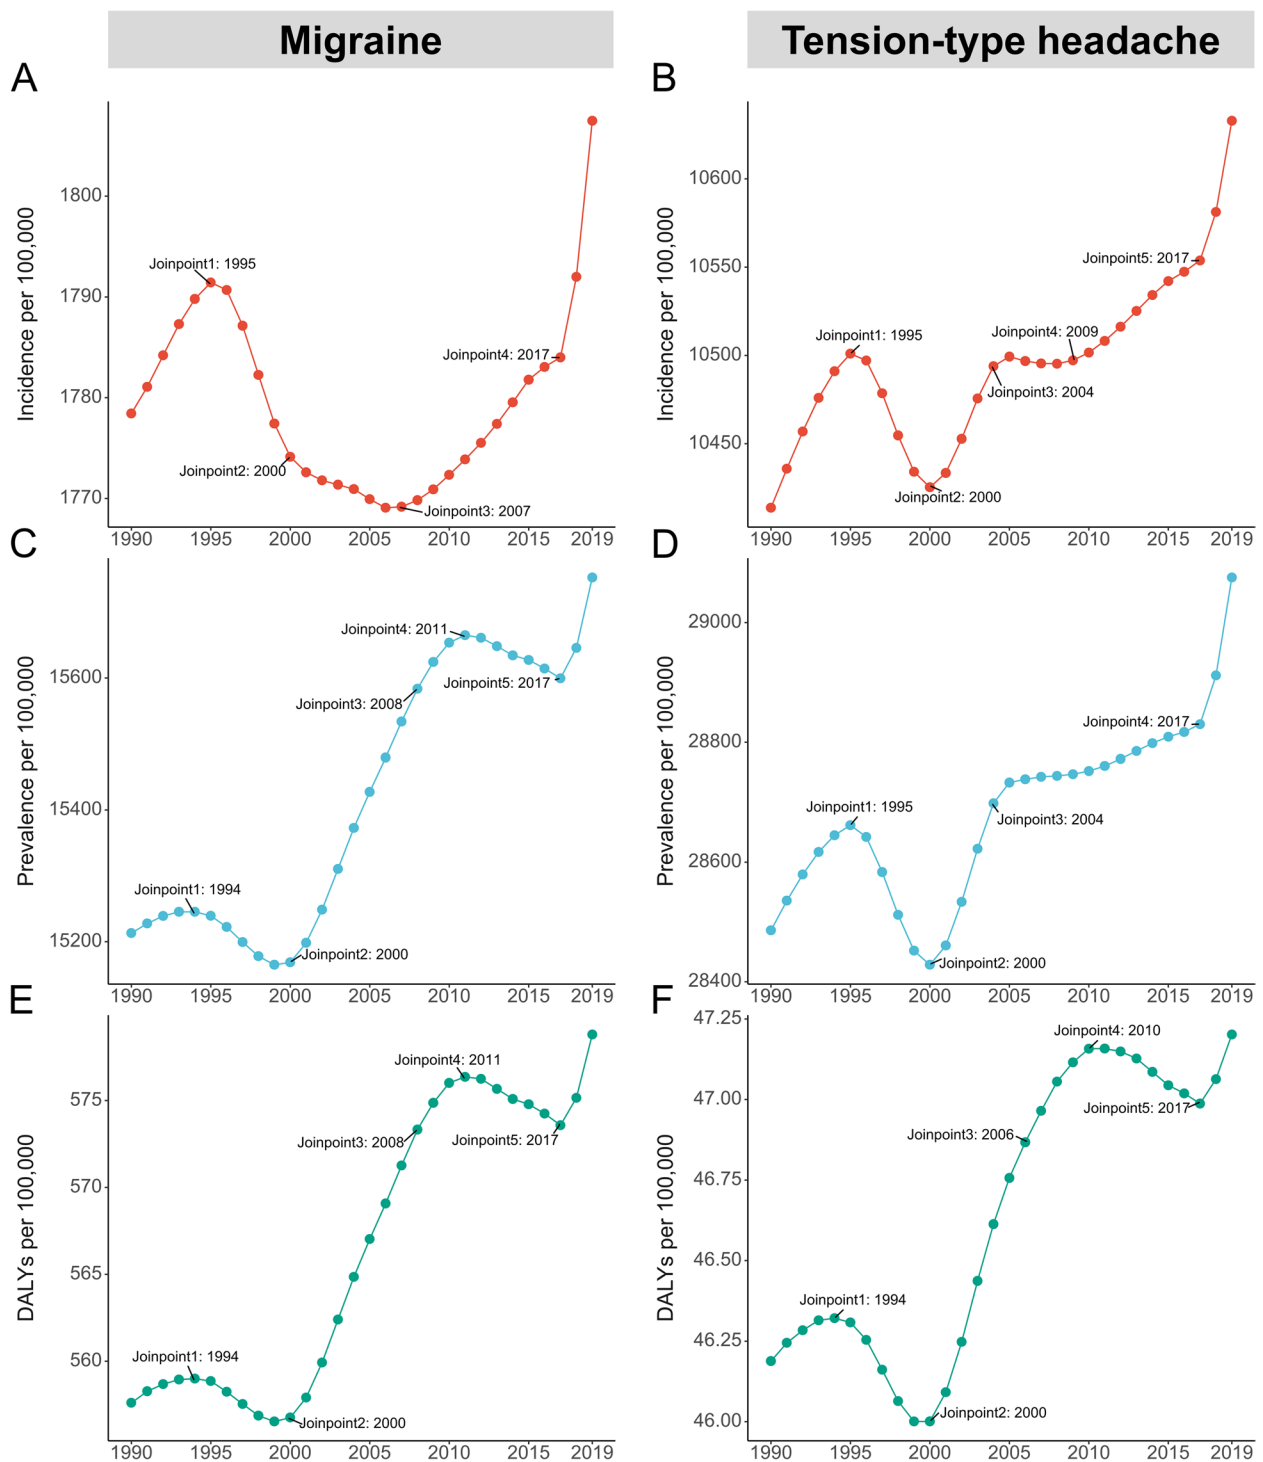 Migraine
Tension-type headache
A
Incidence per 100,000
1800
1790
1780
1770
Joinpoint1: 1995
Joinpoint4: 2017
Joinpoint2: 2000
Joinpoint3: 2007
1990 1995 2000 2005 2010 2015 2019
B
Incidence per 100,000
10600
10550
10500
10450
Joinpoint5: 2017
Joinpoint1: 1995
Joinpoint4: 2009
Joinpoint3: 2004
Joinpoint2: 2000
1990 1995 2000 2005 2010 2015 2019
C
Prevalence per 100,000
15600
15400
15200
Joinpoint4: 2011
Joinpoint5: 2017
Joinpoint3: 2008
Joinpoint1: 1994
Joinpoint2: 2000
1990 1995 2000 2005 2010 2015 2019
D
Prevalence per 100,000
29000
28800
28600
28400
Joinpoint4: 2017
Joinpoint1: 1995
Joinpoint3: 2004
Joinpoint2: 2000
1990 1995 2000 2005 2010 2015 2019
E
DALYs per 100,000
575
570
565
560
Joinpoint4: 2011
Joinpoint3: 2008
Joinpoint5: 2017
Joinpoint1: 1994
Joinpoint2: 2000
1990 1995 2000 2005 2010 2015 2019
F
DALYs per 100,000
47.25
47.00
46.75
46.50
46.25
46.00
Joinpoint4: 2010
Joinpoint5: 2017
Joinpoint3: 2006
Joinpoint1: 1994
Joinpoint2: 2000
1990 1995 2000 2005 2010 2015 2019